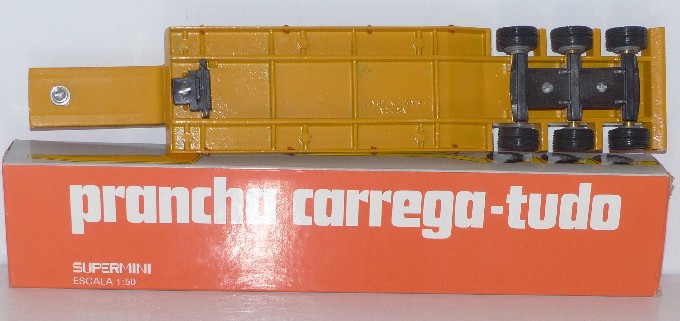 prancha carrega-tudo
SUPERMINI
ESCALA 1:50